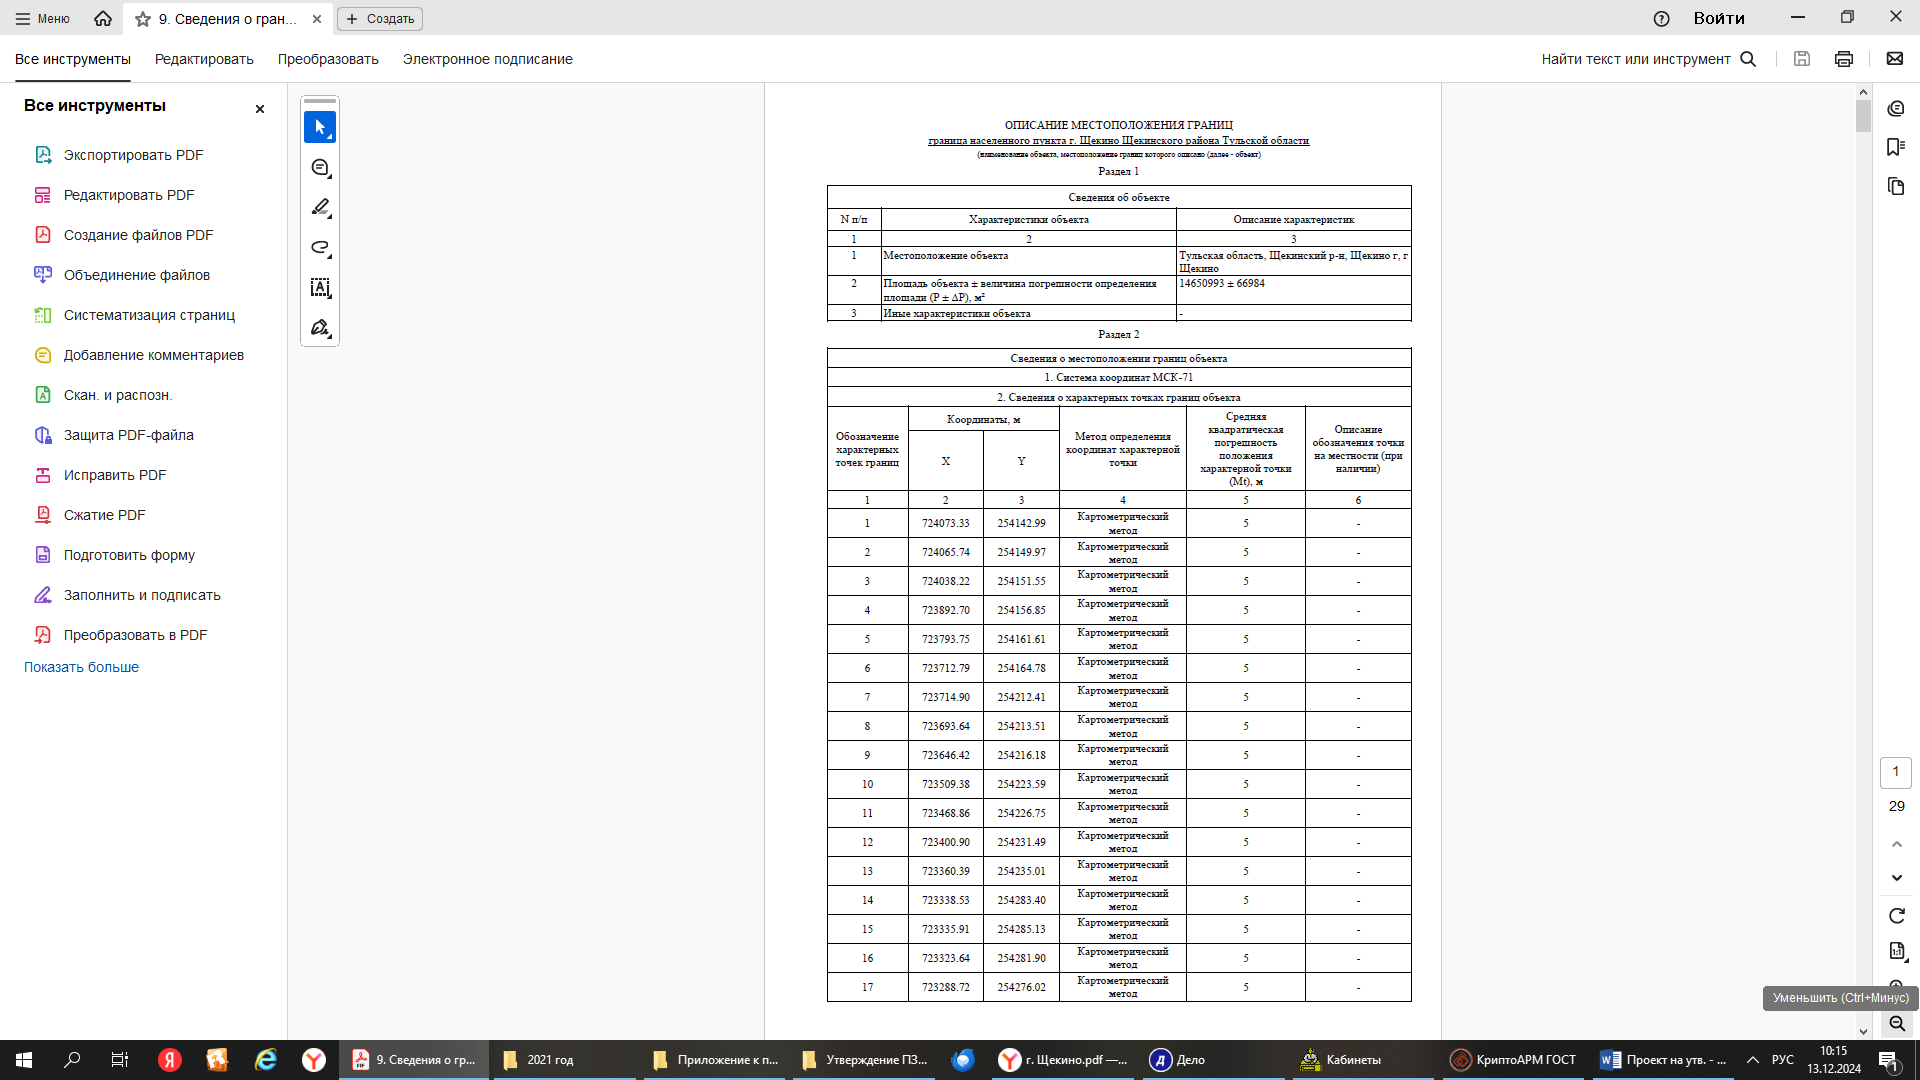 Меню
9. Сведения о гран...
Создать
Войти
Все инструменты
Редактировать
Преобразовать
Электронное подписание
Найти текст или инструмент
Все инструменты
Экспортировать PDF
Редактировать PDF
Создание файлов PDF
Объединение файлов
Систематизация страниц
Добавление комментариев
Скан. и распозн.
Защита PDF-файла
Исправить PDF
Сжатие PDF
Подготовить форму
Заполнить и подписать
Преобразовать в PDF
Показать больше
ОПИСАНИЕ МЕСТОПОЛОЖЕНИЯ ГРАНИЦ
граница населенного пункта г. Щекино Щекинского района Тульской области
(наименование объекта, местоположение границ которого описано (далее - объект)
Раздел 1
Сведения об объекте
N п/п Характеристики объекта Описание характеристик
1 2 3
1 Местоположение объекта Тульская область, Щекинский р-н, Щекино г, г
Щекино
2 Площадь объекта ± величина погрешности определения 14650993 ± 66984
площади (P ± ΔP), м²
3 Иные характеристики объекта -
Раздел 2
Сведения о местоположении границ объекта
1. Система координат МСК-71
2. Сведения о характерных точках границ объекта
Обозначение
характерных
точек границ
Координаты, м
X Y
Метод определения
координат характерной
точки
Средняя
квадратическая
погрешность
положения
характерной точки
(Mt), м
Описание
обозначения точки
на местности (при
наличии)
1 2 3 4 5 6
1 724073.33 254142.99 Картометрический метод 5 -
2 724065.74 254149.97 Картометрический метод 5 -
3 724038.22 254151.55 Картометрический метод 5 -
4 723892.70 254156.85 Картометрический метод 5 -
5 723793.75 254161.61 Картометрический метод 5 -
6 723712.79 254164.78 Картометрический метод 5 -
7 723714.90 254212.41 Картометрический метод 5 -
8 723693.64 254213.51 Картометрический метод 5 -
9 723646.42 254216.18 Картометрический метод 5 -
10 723509.38 254223.59 Картометрический метод 5 -
11 723468.86 254226.75 Картометрический метод 5 -
12 723400.90 254231.49 Картометрический метод 5 -
13 723360.39 254235.01 Картометрический метод 5 -
14 723338.53 254283.40 Картометрический метод 5 -
15 723335.91 254285.13 Картометрический метод 5 -
16 723323.64 254281.90 Картометрический метод 5 -
17 723288.72 254276.02 Картометрический метод 5 -
1
29
Уменьшить (Ctrl+Минус)
9. Сведения о гр...
2021 год
Приложение к п...
Утверждение ПЗ...
г. Щекино.pdf —...
Дело
Кабинеты
КриптоАРМ ГОСТ
Проект на утв. - ...
РУС
10:15
13.12.2024
1